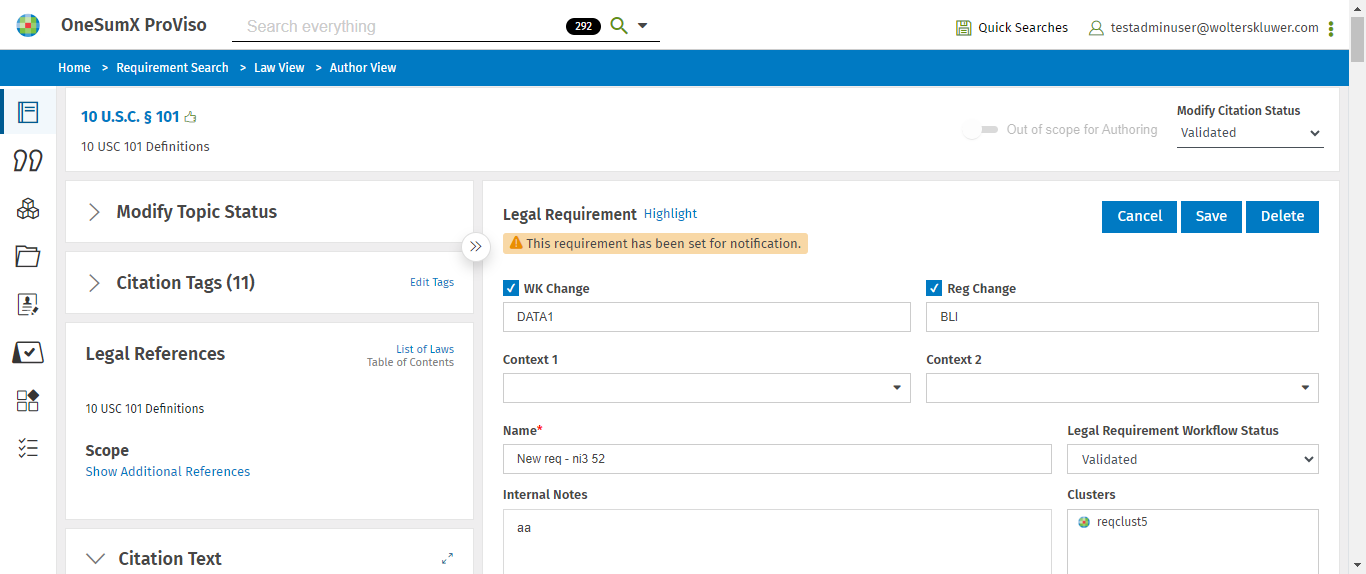 OneSumX ProViso
Search everything
292
Quick Searches
testadminuser@wolterskluwer.com
Home > Requirement Search > Law View > Author View
10 U.S.C. § 101
10 USC 101 Definitions
Out of scope for Authoring
Modify Citation Status
Validated
Modify Topic Status
Citation Tags (11)
Edit Tags
Legal References
List of Laws
Table of Contents
10 USC 101 Definitions
Scope
Show Additional References
Citation Text
Legal Requirement Highlight
Cancel
Save
Delete
This requirement has been set for notification.
WK Change
Reg Change
DATA1
BLI
Context 1
Context 2
Name*
Legal Requirement Workflow Status
New req - ni3 52
Validated
Internal Notes
Clusters
aa
reqclust5